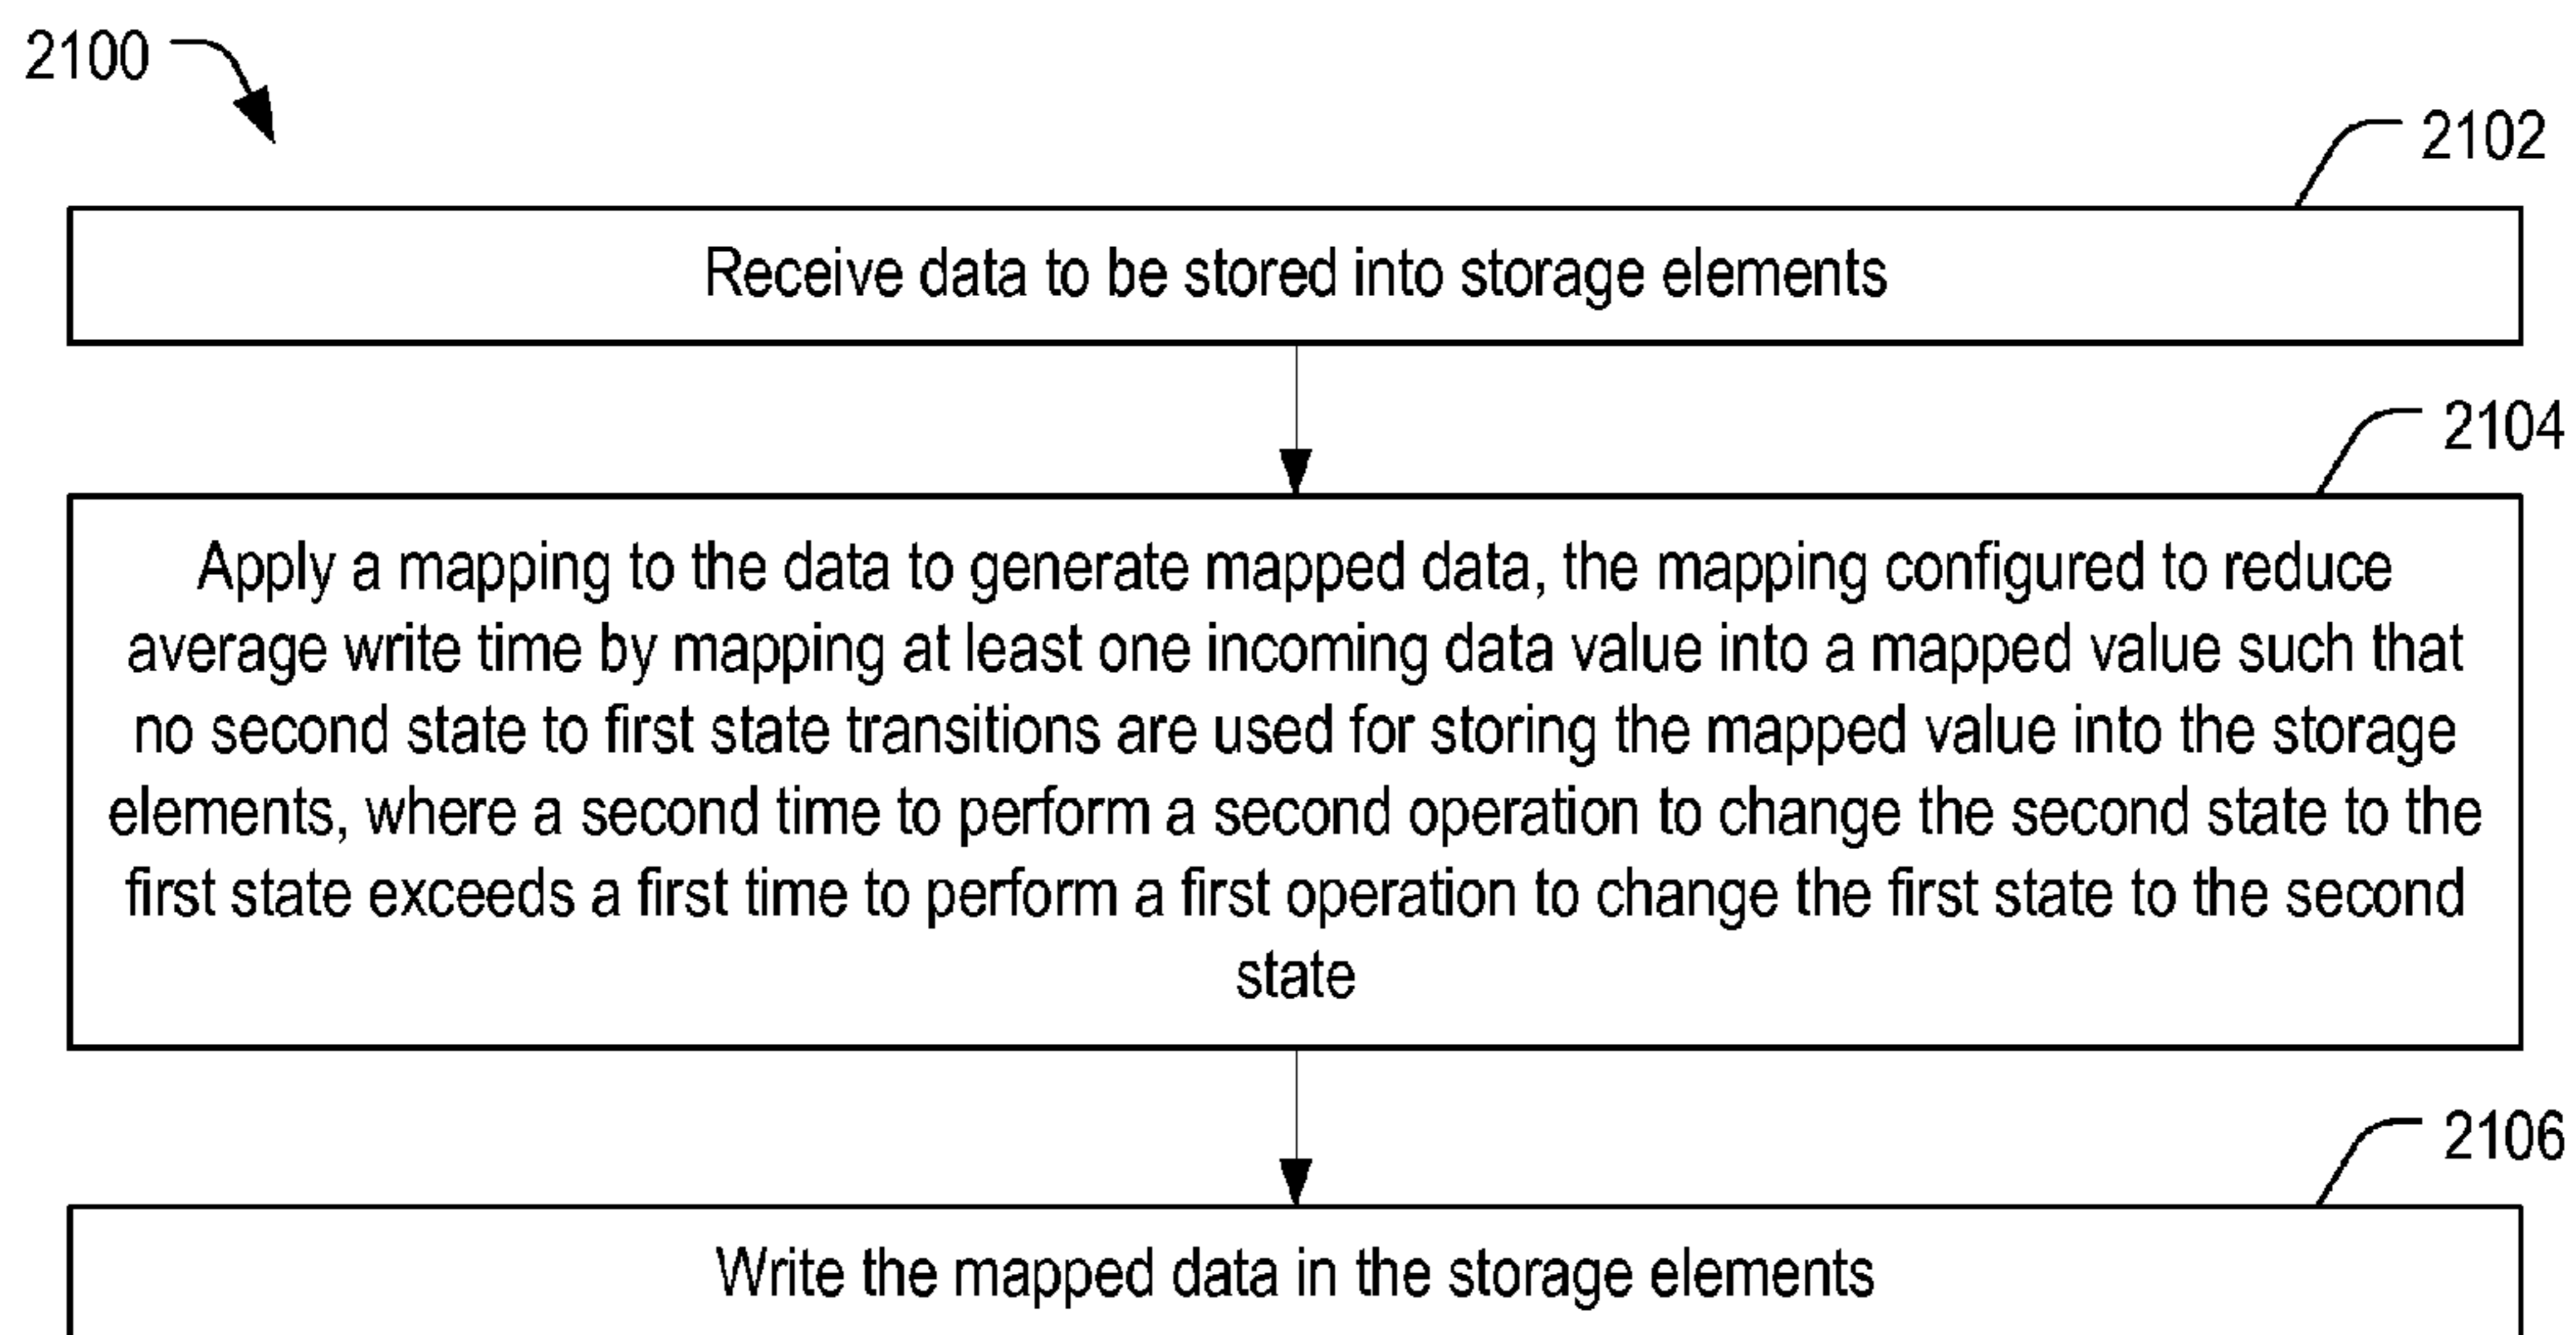 2100
2102
Receive data to be stored into storage elements
2104
Apply a mapping to the data to generate mapped data, the mapping configured to reduce
average write time by mapping at least one incoming data value into a mapped value such that
no second state to first state transitions are used for storing the mapped value into the storage
elements, where a second time to perform a second operation to change the second state to the
first state exceeds a first time to perform a first operation to change the first state to the second
state
2106
Write the mapped data in the storage elements